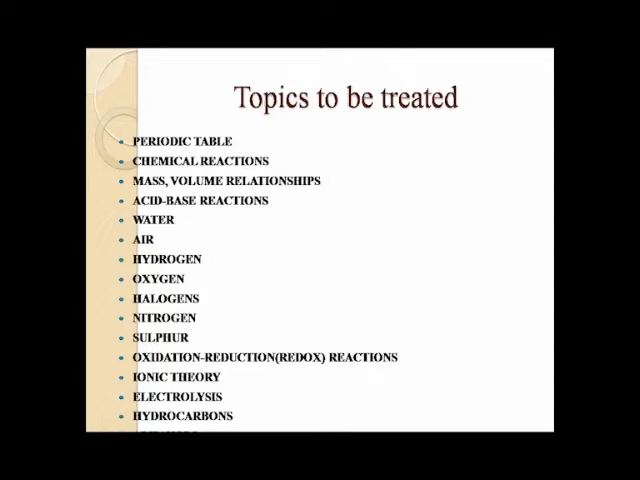 Topics to be treated
PERIODIC TABLE
CHEMICAL REACTIONS
MASS, VOLUME RELATIONSHIPS
ACID-BASE REACTIONS
WATER
AIR
HYDROGEN
OXYGEN
HALOGENS
NITROGEN
SULPHUR
OXIDATION-REDUCTION(REDOX) REACTIONS
IONIC THEORY
ELECTROLYSIS
HYDROCARBONS